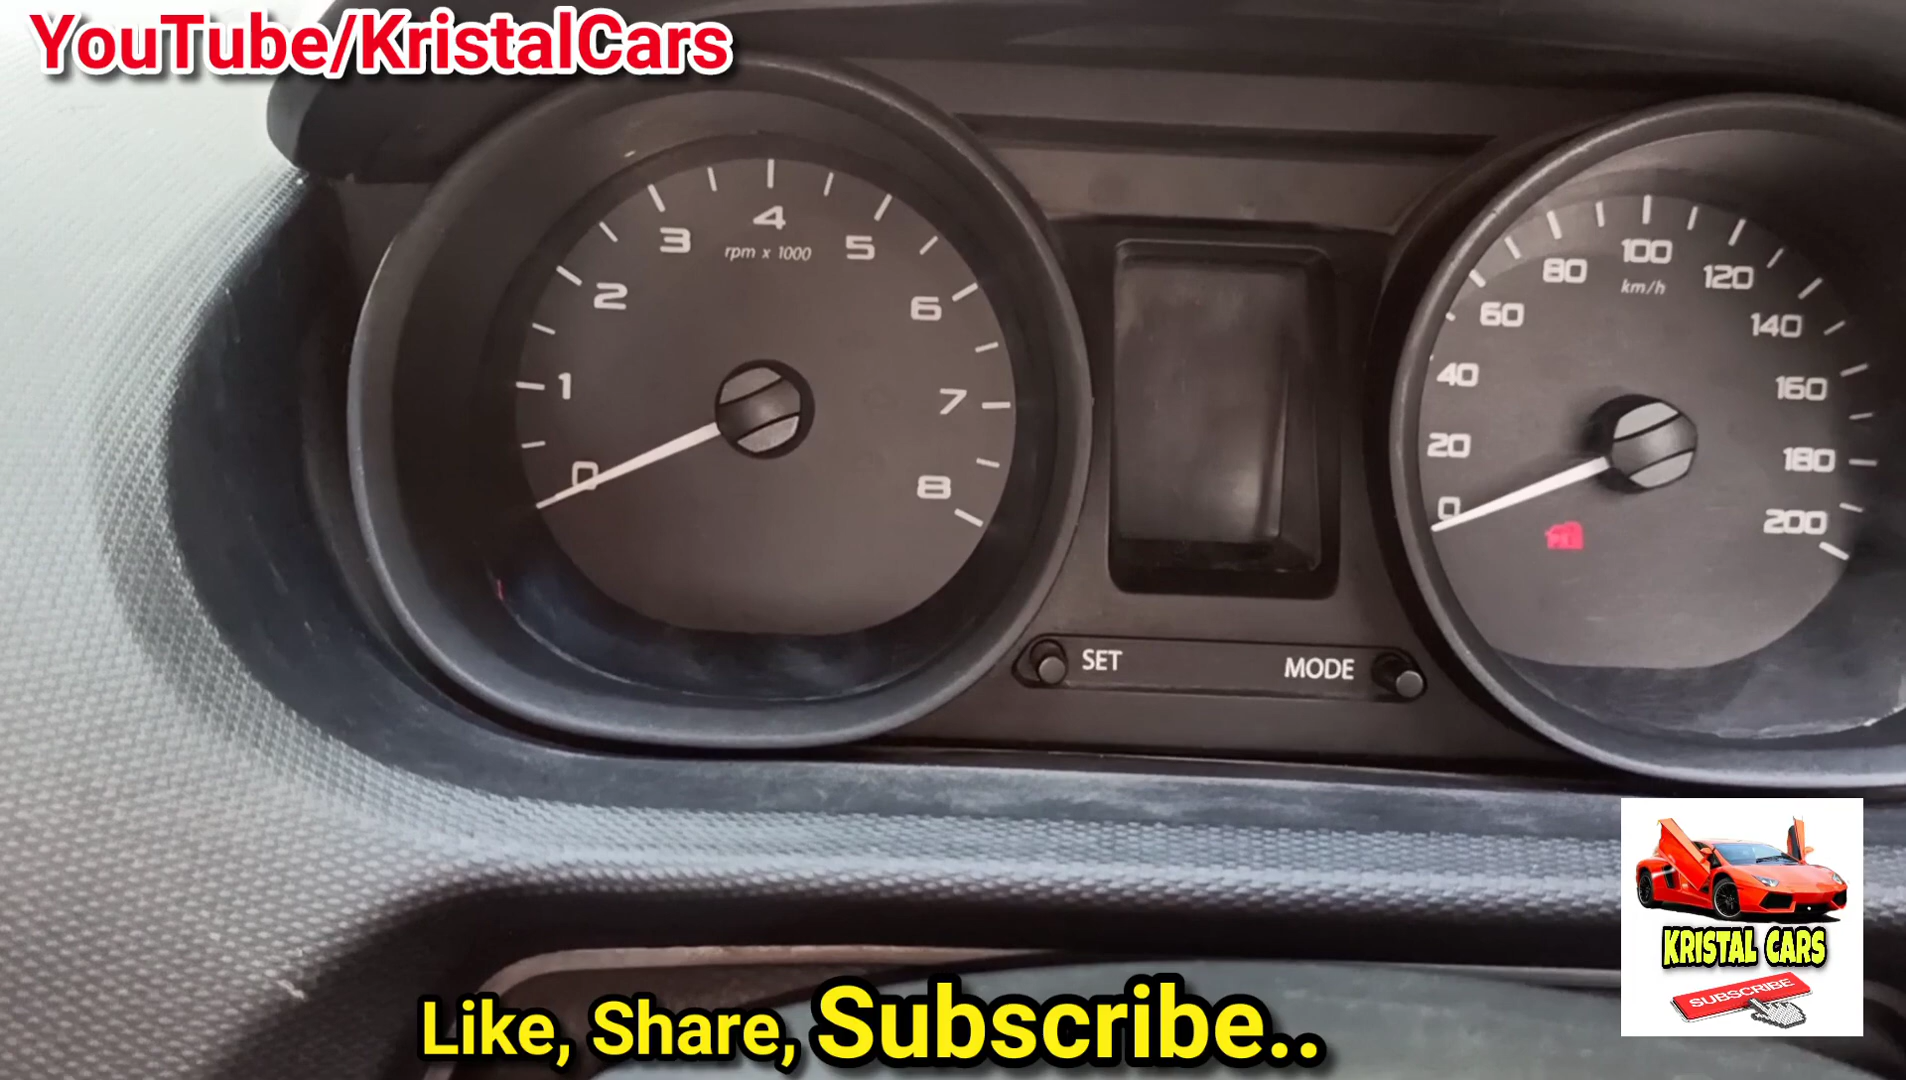 YouTube/KristalCars
4
3
5
rpm x 1000
2
6
1
7
0
8
100
80
120
km/h
60
140
40
160
20
180
0
200
SET
MODE
KRISTAL CARS
SUBSCRIBE
Like, Share, Subscribe..